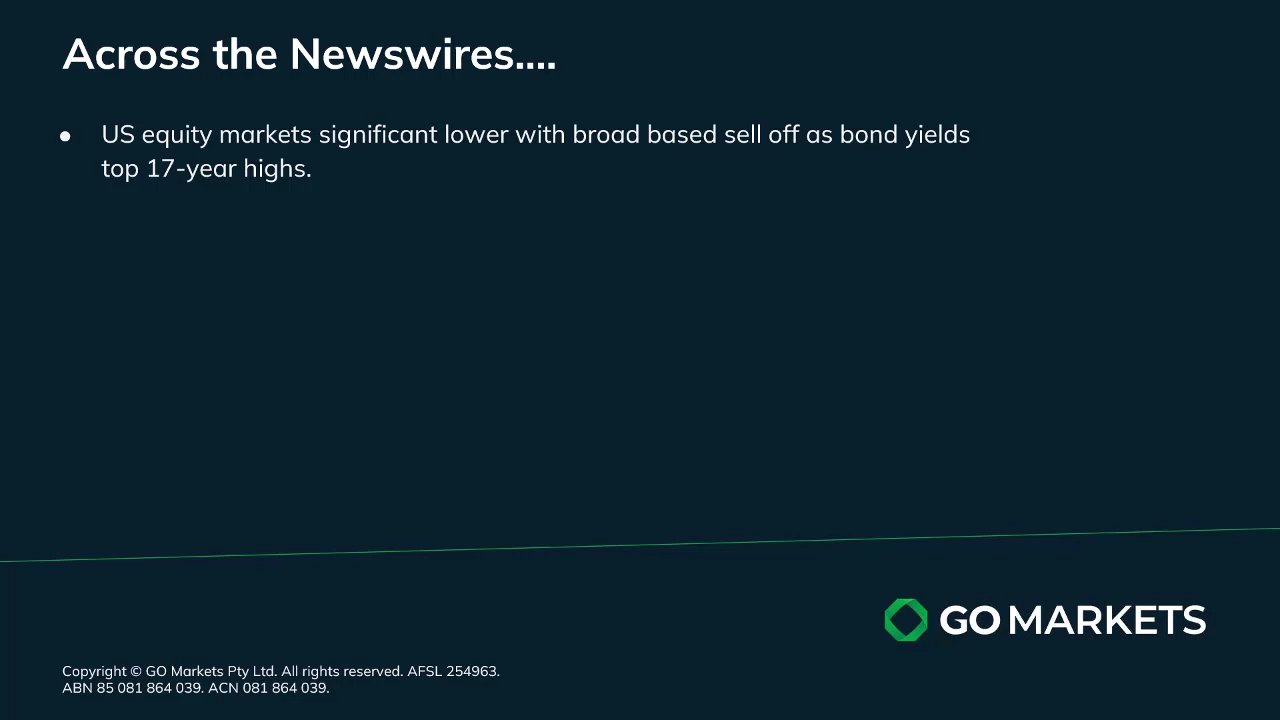 Across the Newswires....
● US equity markets significant lower with broad based sell off as bond yields
top 17-year highs.
GO MARKETS
Copyright © GO Markets Pty Ltd. All rights reserved. AFSL 254963.
ABN 85 081 864 039. ACN 081 864 039.